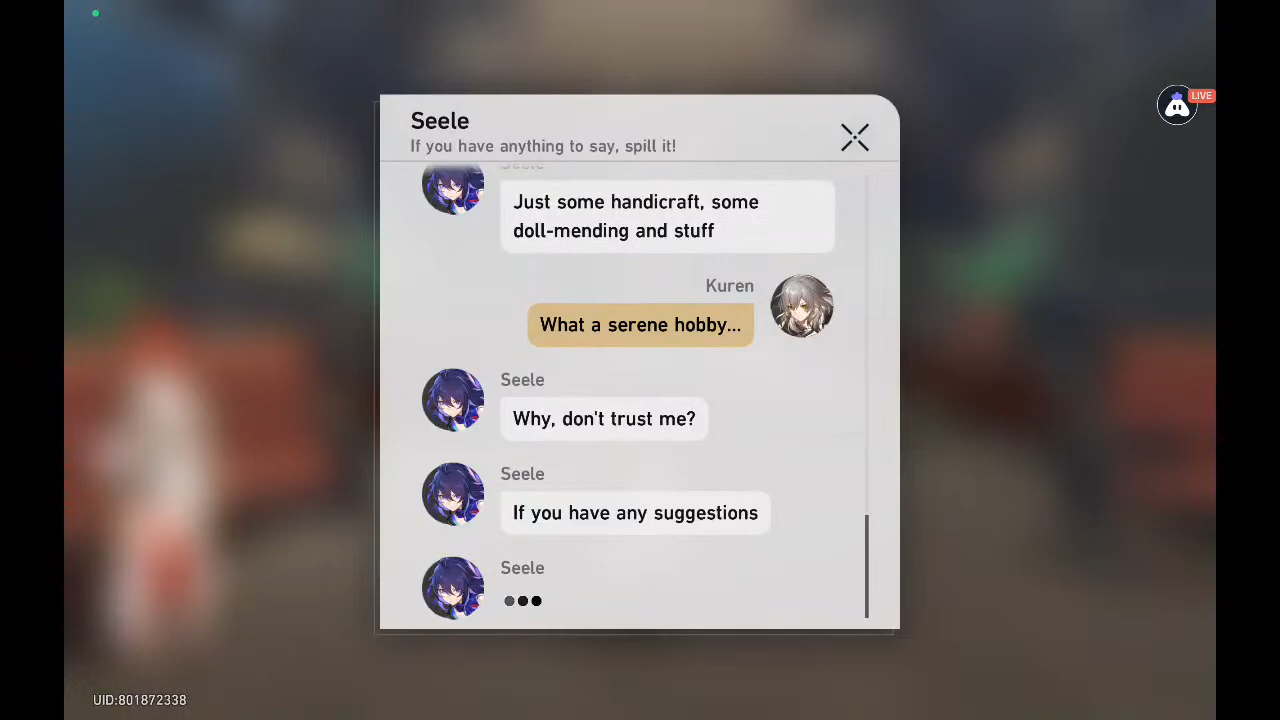 Seele
If you have anything to say, spill it!
LIVE
Seele
Just some handicraft, some
doll-mending and stuff
Kuren
What a serene hobby...
Seele
Why, don't trust me?
Seele
If you have any suggestions
Seele
UID:801872338